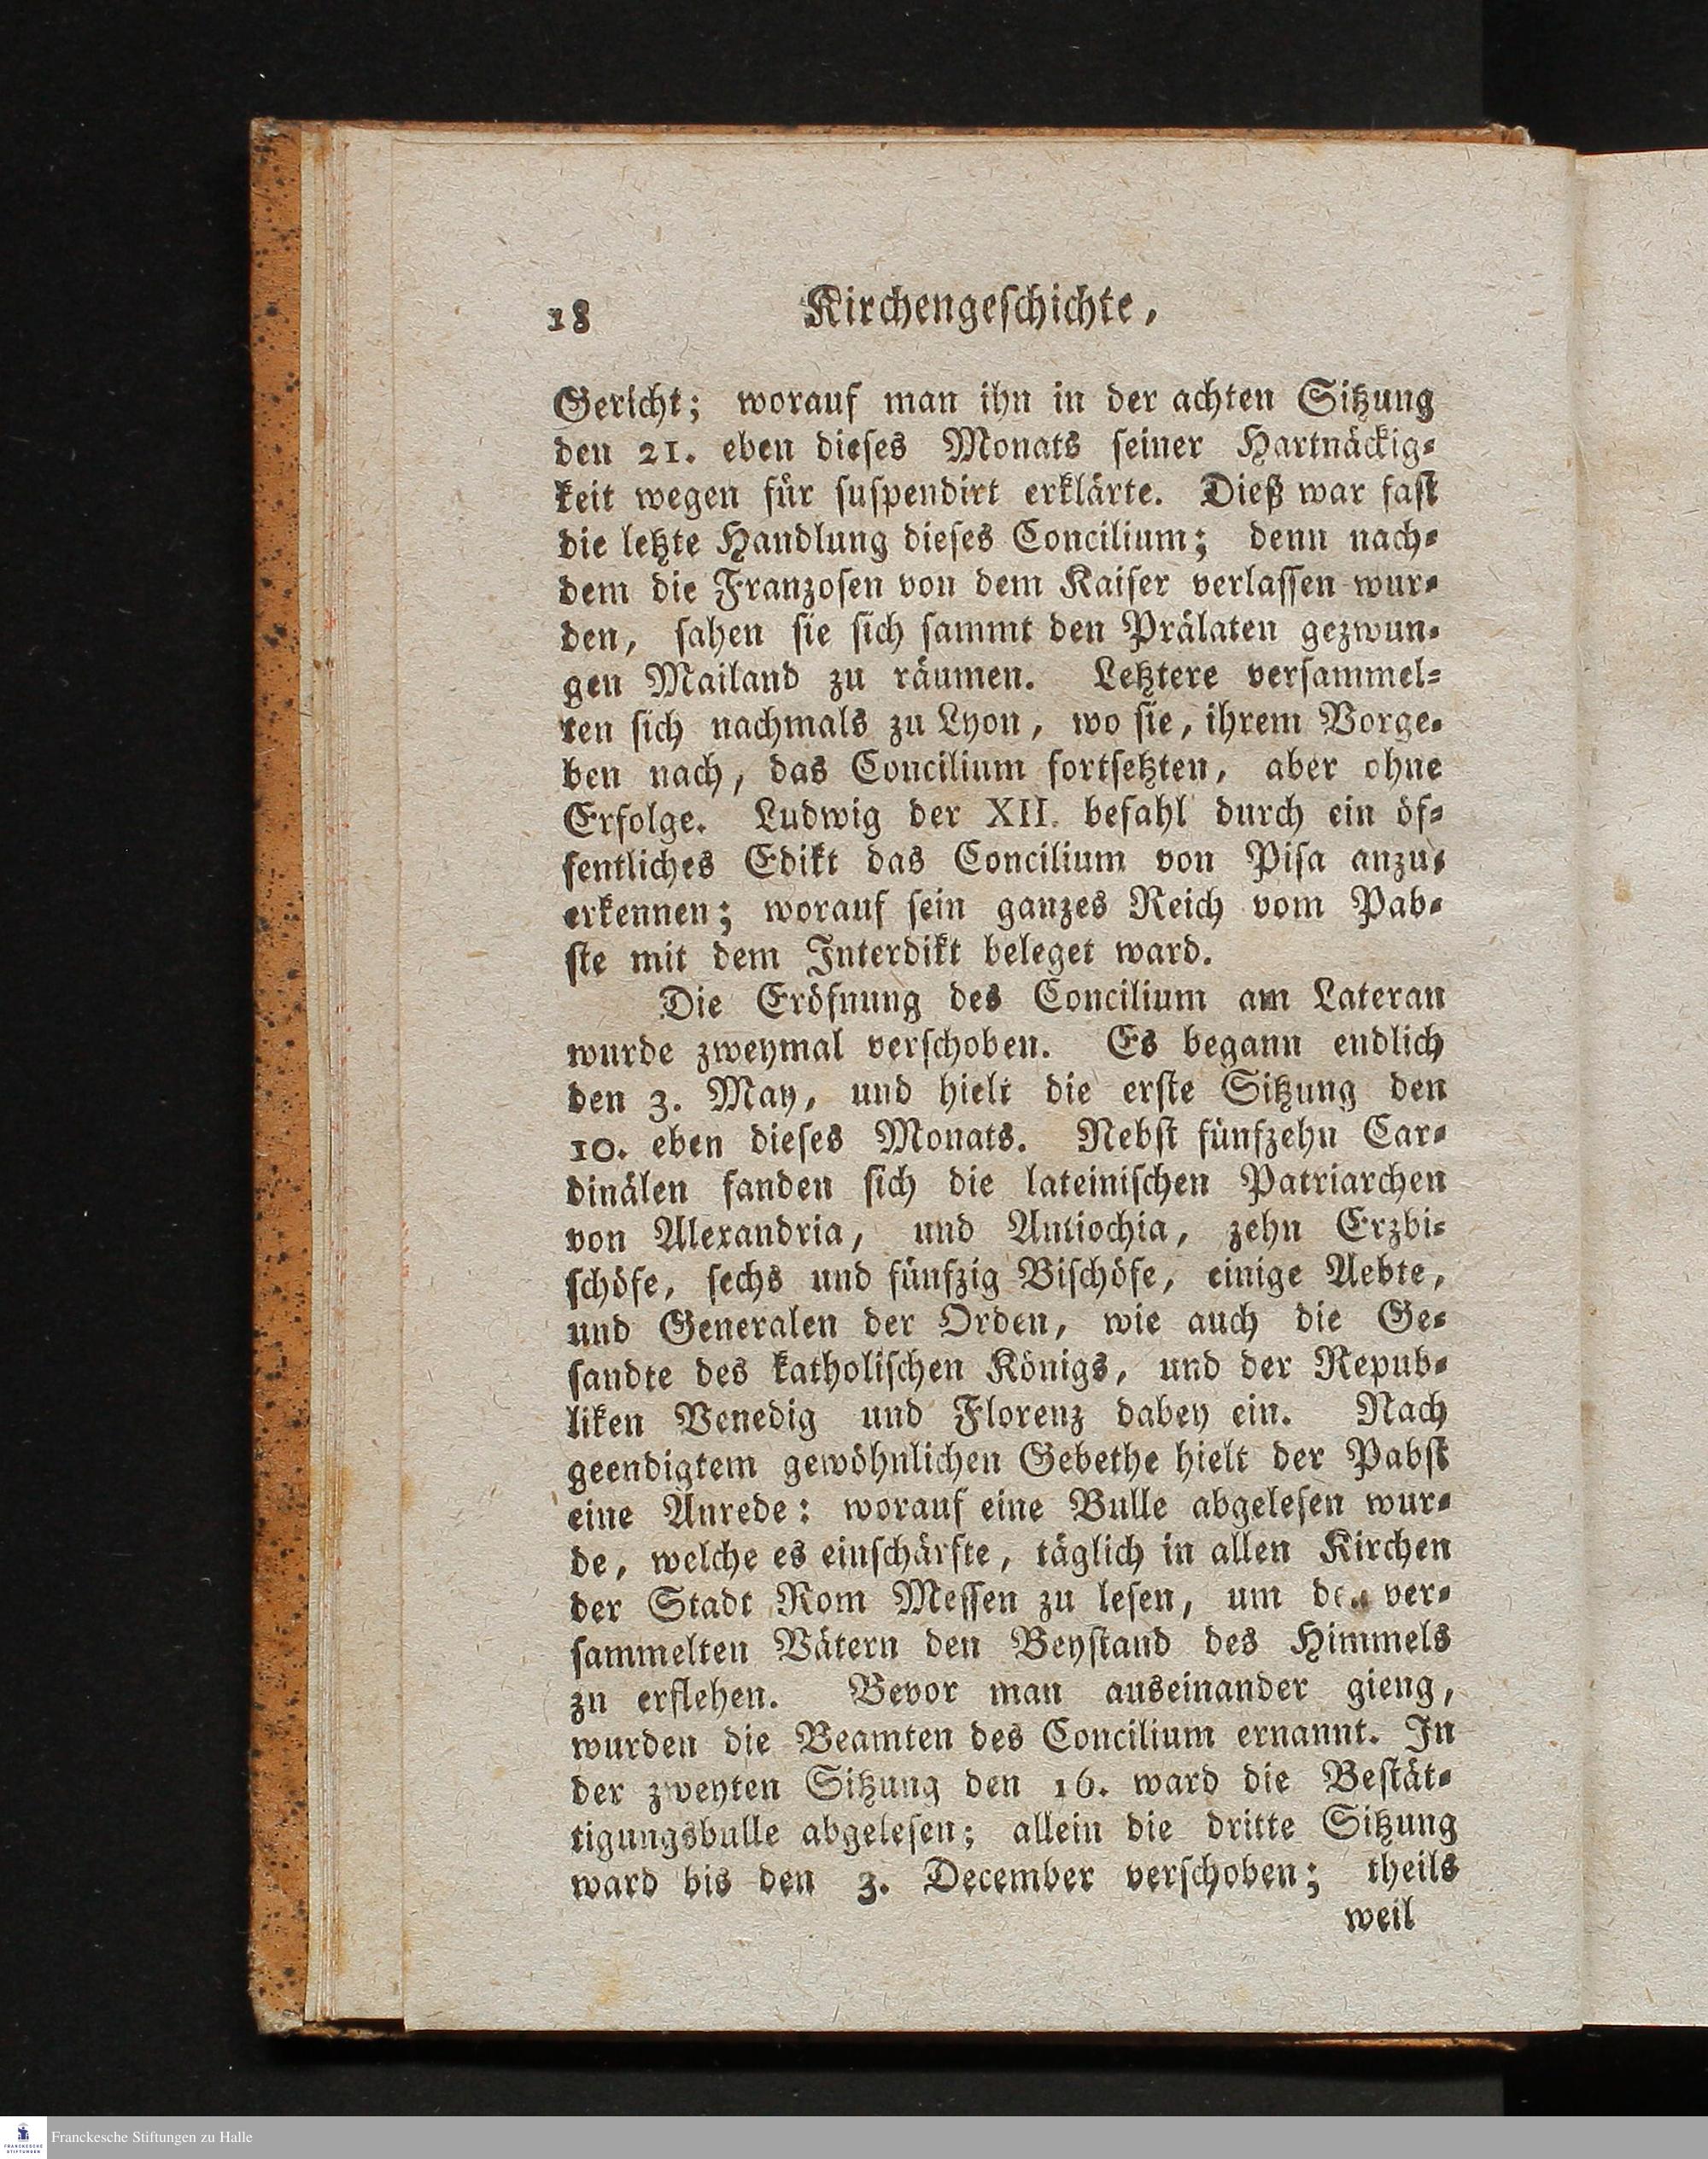 18 Kirchengeschichte,
Gericht; worauf man ihn in der achten Sitzung
den 21. eben dieses Monats seiner Hartnäckig-
keit wegen für suspendirt erklärte. Dieß war fast
die letzte Handlung dieses Concilium; denn nach-
dem die Franzosen von dem Kaiser verlassen wur-
den, sahen sie sich sammt den Prälaten gezwun-
gen Mailand zu räumen. Letztere versammel-
ten sich nachmals zu Lyon, wo sie, ihrem Vorge-
ben nach, das Concilium fortsetzten, aber ohne
Erfolge. Ludwig der XII. befahl durch ein öf-
fentliches Edikt das Concilium von Pisa anzu-
erkennen; worauf sein ganzes Reich vom Pab-
ste mit dem Interdikt beleget ward.
Die Eröfnung des Concilium am Lateran
wurde zweymal verschoben. Es begann endlich
den 3. May, und hielt die erste Sitzung den
10. eben dieses Monats. Nebst fünfzehn Car-
dinälen fanden sich die lateinischen Patriarchen
von Alexandria, und Antiochia, zehn Erzbi-
schöfe, sechs und fünfzig Bischöfe, einige Aebte,
und Generalen der Orden, wie auch die Ge-
sandte des katholischen Königs, und der Repub-
liken Venedig und Florenz dabey ein. Nach
geendigtem gewöhnlichen Gebethe hielt der Pabst
eine Anrede: worauf eine Bulle abgelesen wur-
de, welche es einschärfte, täglich in allen Kirchen
der Stadt Rom Messen zu lesen, um ver-
sammelten Vätern den Beystand des Himmels
zu erflehen. Bevor man auseinander gieng,
wurden die Beamten des Concilium ernannt. In
der zweyten Sitzung den 16. ward die Bestät-
tigungsbulle abgelesen; allein die dritte Sitzung
ward bis den 3. December verschoben; theils
weil
Franckesche Stiftungen zu Halle